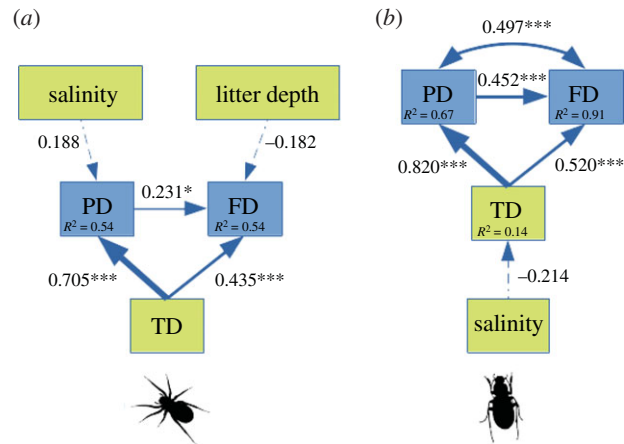 (a)
salinity
litter depth
0.188
–0.182
PD
R² = 0.54
0.231*
FD
R² = 0.54
0.705***
0.435***
TD
(b)
0.497***
PD
R² = 0.67
0.452***
FD
R² = 0.91
0.820***
0.520***
TD
R² = 0.14
–0.214
salinity